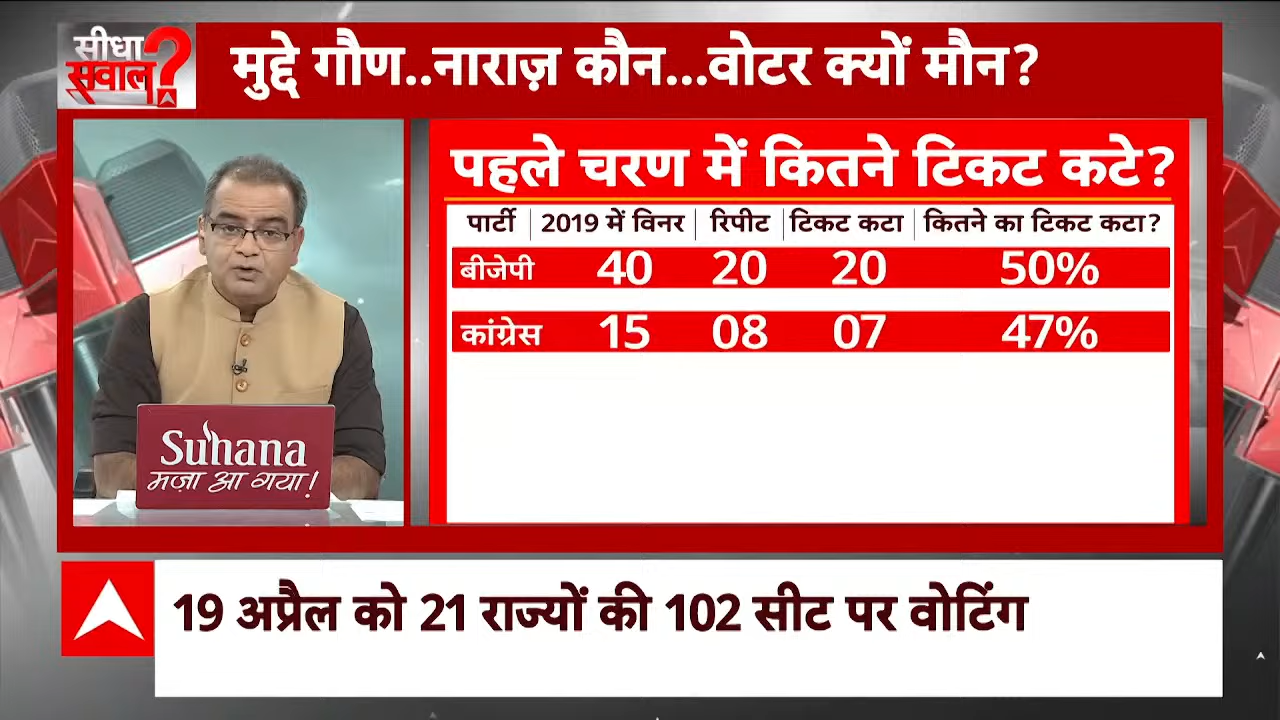 सीधा
सवाल?
मुद्दे गौण..नाराज़ कौन...वोटर क्यों मौन?
पहले चरण में कितने टिकट कटे?
पार्टी 2019 में विनर रिपीट टिकट कटा कितने का टिकट कटा?
बीजेपी 40 20 20 50%
कांग्रेस 15 08 07 47%
Suhana
मज़ा आ गया!
19 अप्रैल को 21 राज्यों की 102 सीट पर वोटिंग